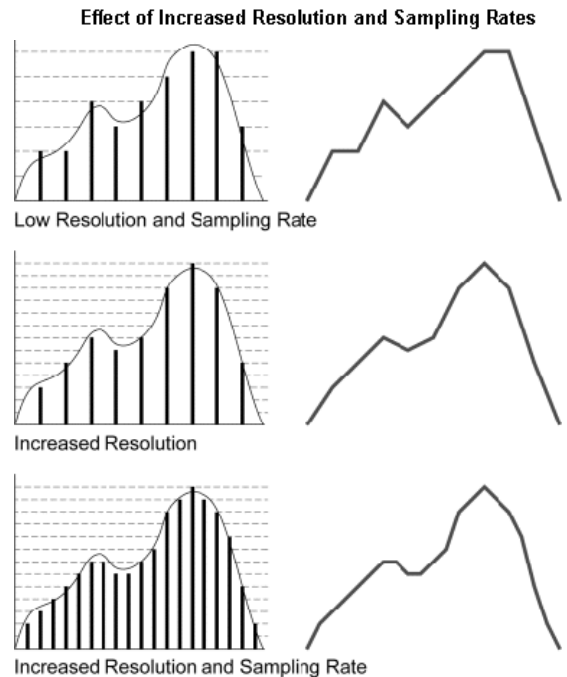 Effect of Increased Resolution and Sampling Rates
Low Resolution and Sampling Rate
Increased Resolution
Increased Resolution and Sampling Rate